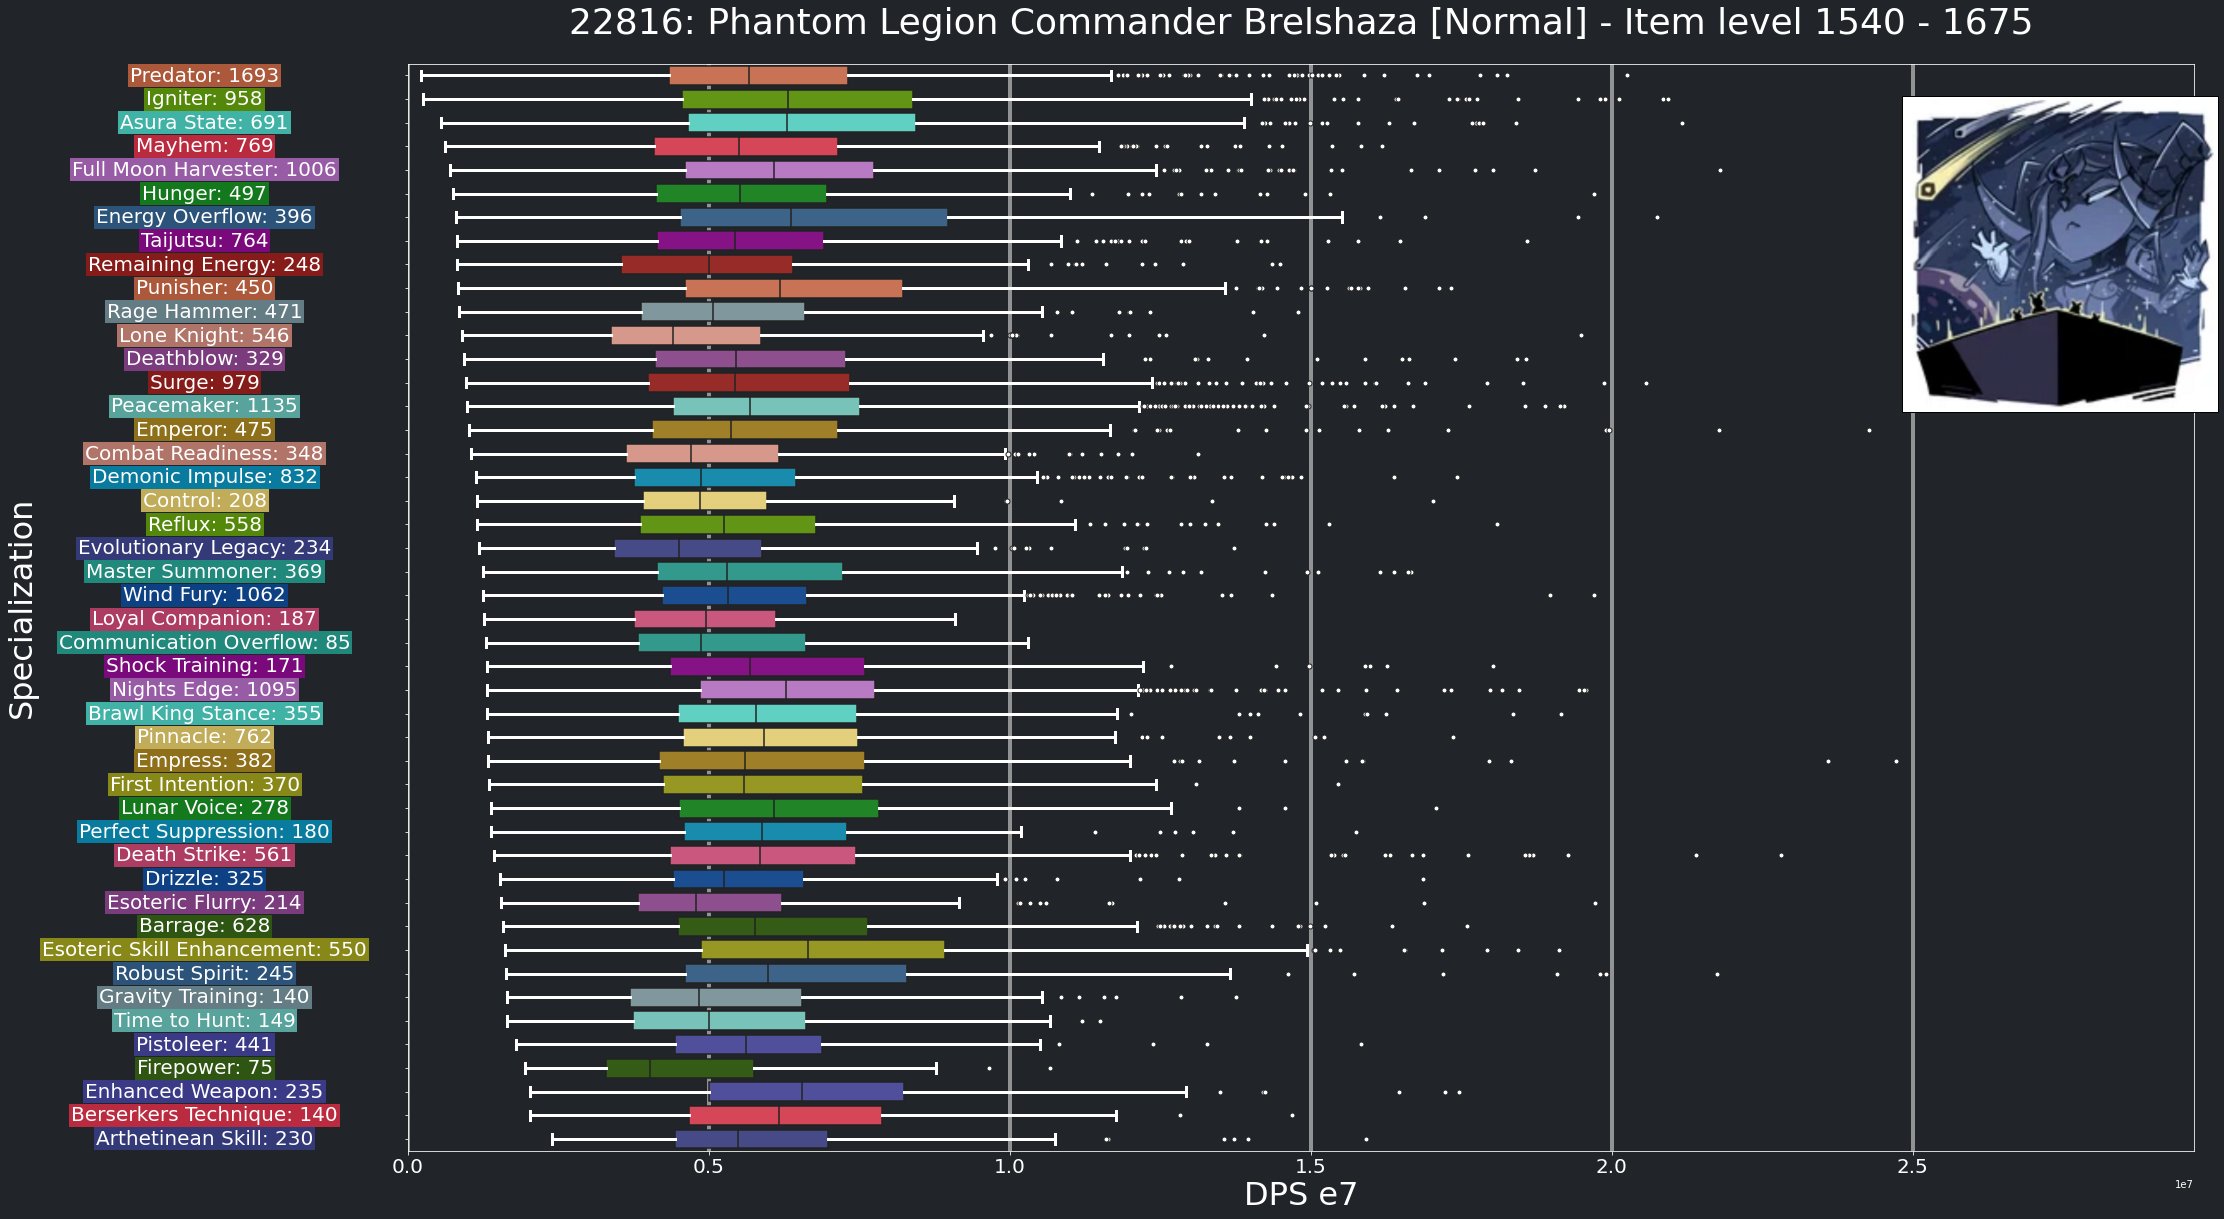 22816: Phantom Legion Commander Brelshaza [Normal] - Item level 1540 - 1675
Specialization
Predator: 1693
Igniter: 958
Asura State: 691
Mayhem: 769
Full Moon Harvester: 1006
Hunger: 497
Energy Overflow: 396
Taijutsu: 764
Remaining Energy: 248
Punisher: 450
Rage Hammer: 471
Lone Knight: 546
Deathblow: 329
Surge: 979
Peacemaker: 1135
Emperor: 475
Combat Readiness: 348
Demonic Impulse: 832
Control: 208
Reflux: 558
Evolutionary Legacy: 234
Master Summoner: 369
Wind Fury: 1062
Loyal Companion: 187
Communication Overflow: 85
Shock Training: 171
Nights Edge: 1095
Brawl King Stance: 355
Pinnacle: 762
Empress: 382
First Intention: 370
Lunar Voice: 278
Perfect Suppression: 180
Death Strike: 561
Drizzle: 325
Esoteric Flurry: 214
Barrage: 628
Esoteric Skill Enhancement: 550
Robust Spirit: 245
Gravity Training: 140
Time to Hunt: 149
Pistoleer: 441
Firepower: 75
Enhanced Weapon: 235
Berserkers Technique: 140
Arthetinean Skill: 230
0.0 0.5 1.0 1.5 2.0 2.5
DPS e7
1e7